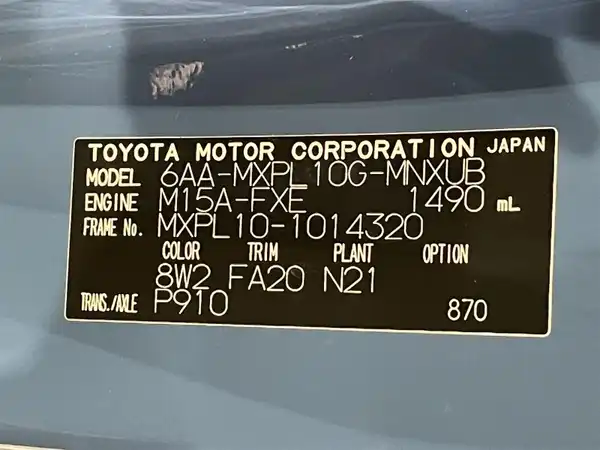 TOYOTA MOTOR CORPORATION JAPAN
MODEL 6AA-MXPL10G-MNXUB
ENGINE M15A-FXE 1490 mL
FRAME No. MXPL10-1014320
COLOR TRIM PLANT OPTION
8W2 FA20 N21
TRANS./AXLE P910 870